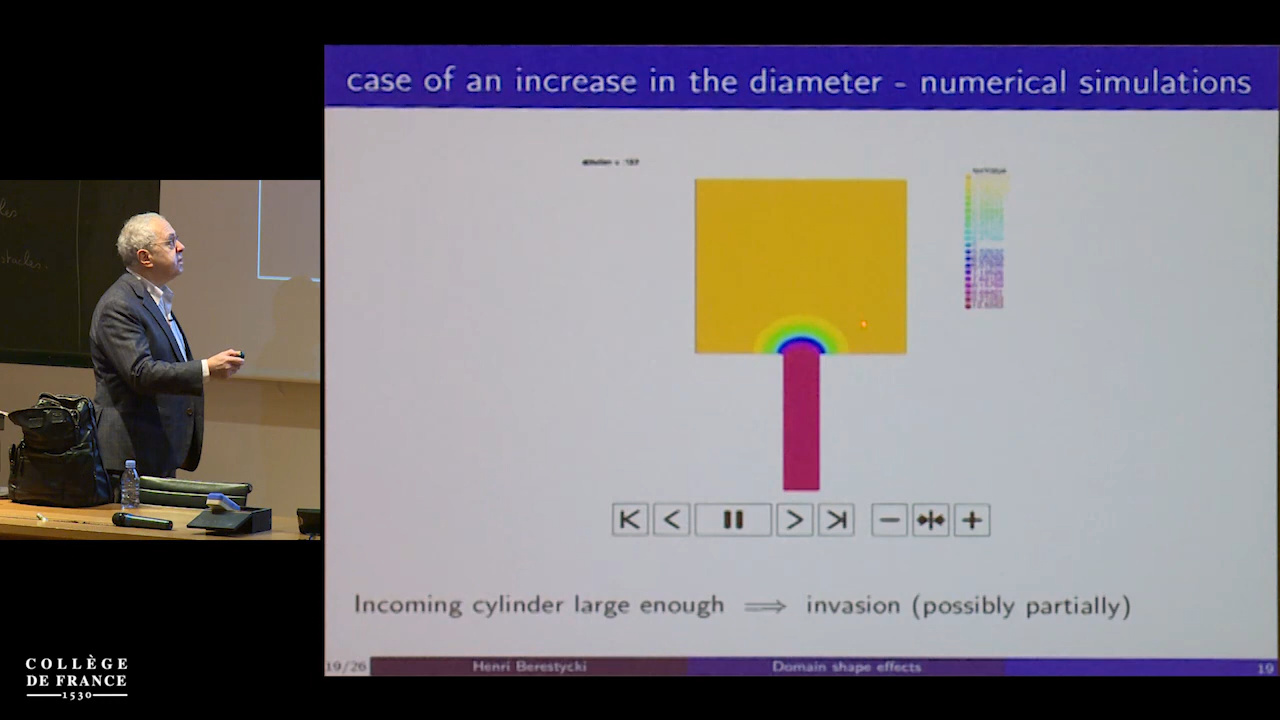 case of an increase in the diameter - numerical simulations
Incoming cylinder large enough ⟹ invasion (possibly partially)
19/26
Henri Berestycki
Domain shape effects
19
COLLÈGE
DE FRANCE
1530